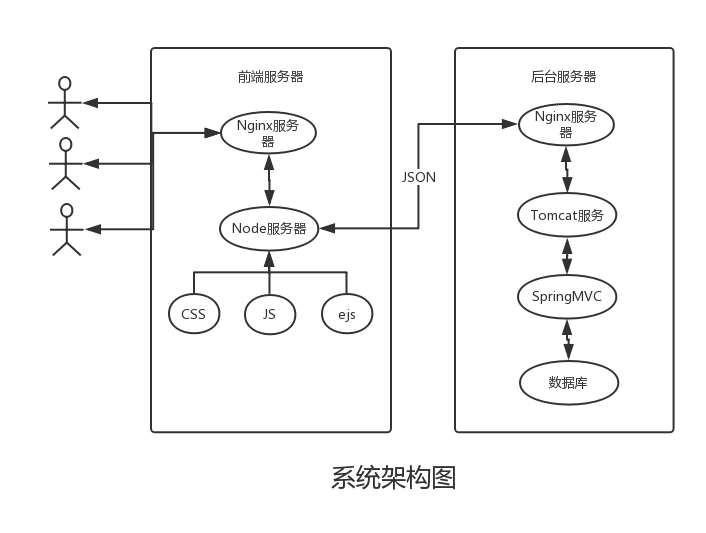 前端服务器
Nginx服务
器
Node服务器
CSS
JS
ejs
JSON
后台服务器
Nginx服务
器
Tomcat服务
SpringMVC
数据库
系统架构图